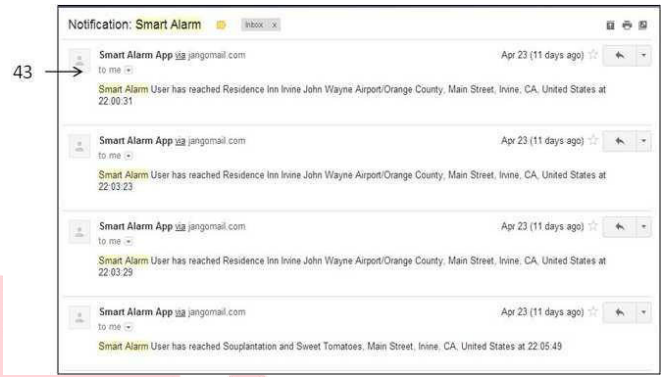 Notification: Smart Alarm Inbox x
Smart Alarm App via jangomail.com Apr 23 (11 days ago)
43
to me
Smart Alarm User has reached Residence Inn Irvine John Wayne Airport/Orange County, Main Street, Irvine, CA, United States at
22:00:31
Smart Alarm App via jangomail.com Apr 23 (11 days ago)
to me
Smart Alarm User has reached Residence Inn Irvine John Wayne Airport/Orange County, Main Street, Irvine, CA, United States at
22:03:23
Smart Alarm App via jangomail.com Apr 23 (11 days ago)
to me
Smart Alarm User has reached Residence Inn Irvine John Wayne Airport/Orange County, Main Street, Irvine, CA, United States at
22:03:29
Smart Alarm App via jangomail.com Apr 23 (11 days ago)
to me
Smart Alarm User has reached Souplantation and Sweet Tomatoes, Main Street, Irvine, CA, United States at 22:05:49